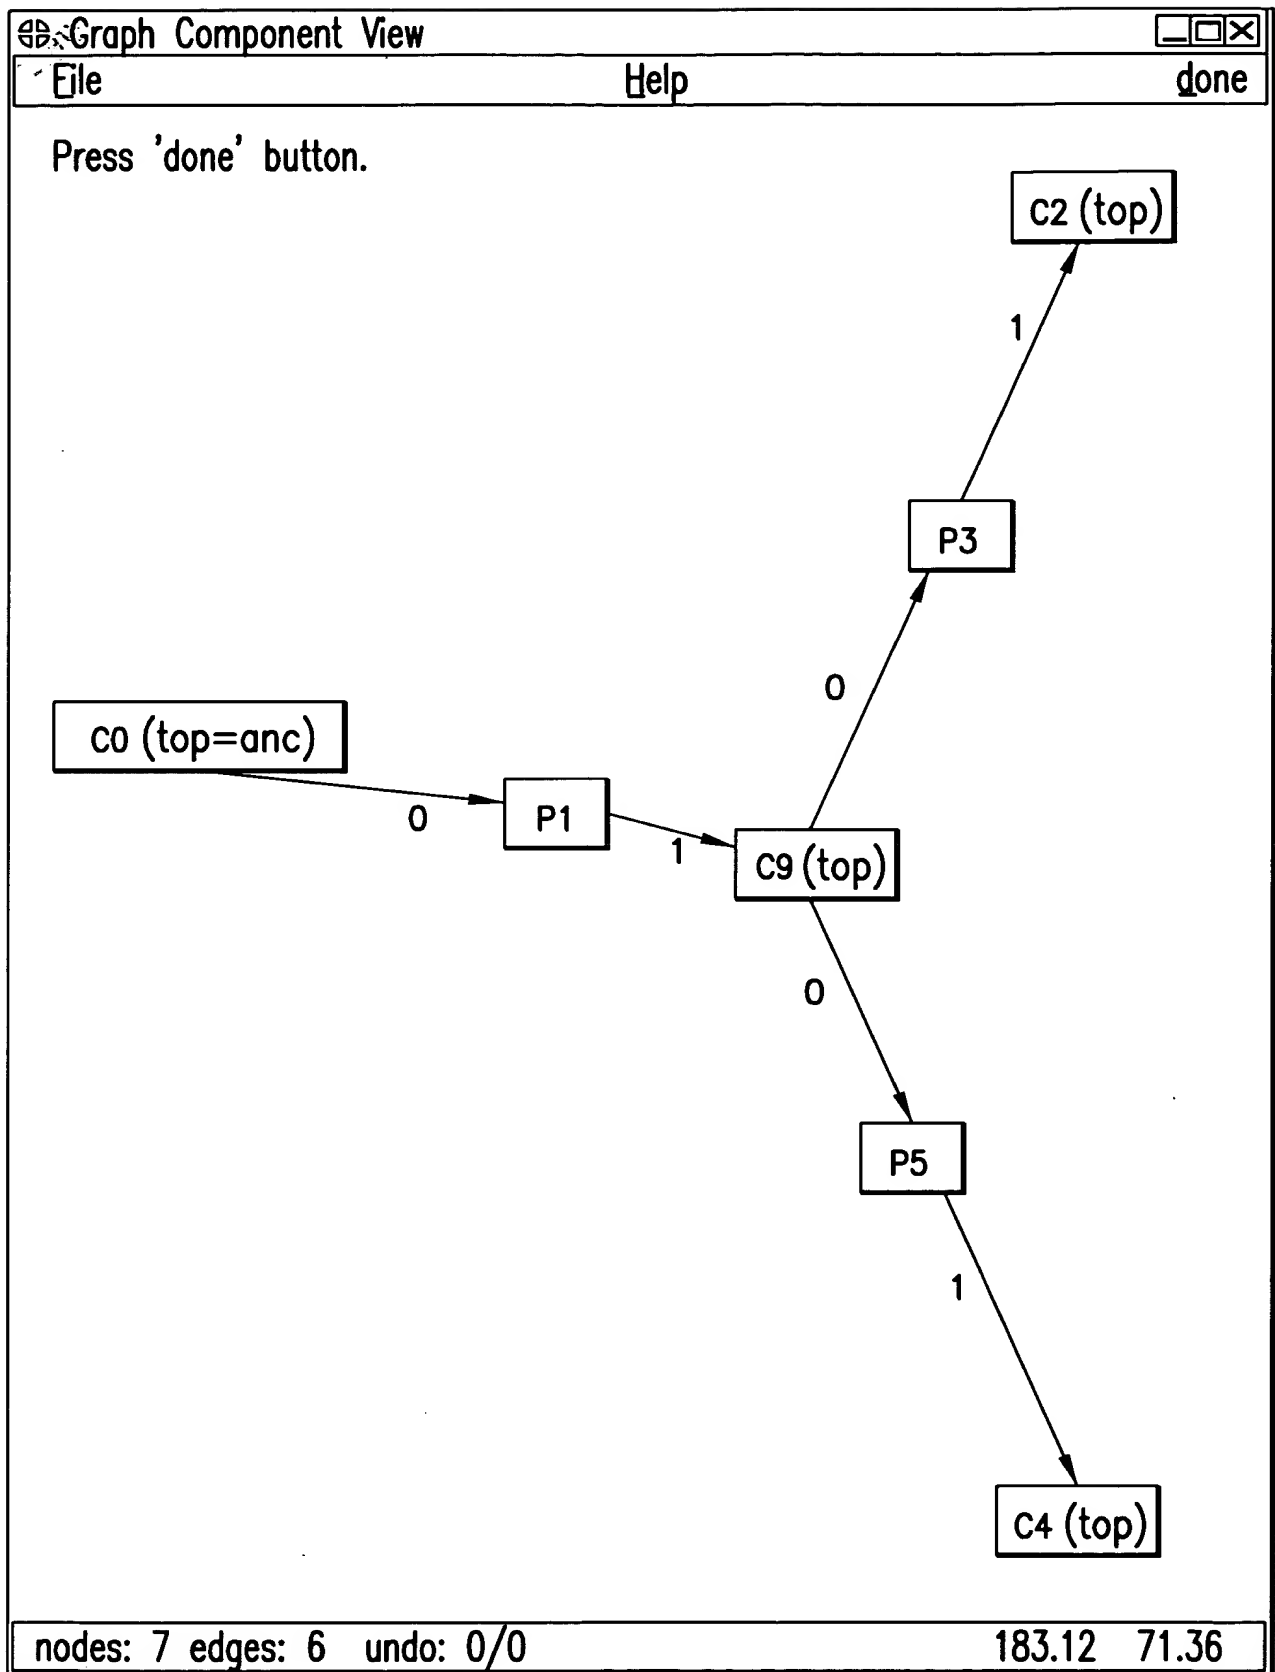 Graph Component View
File Help done
Press 'done' button.
C2 (top)
1
P3
0
C0 (top=anc)
0
P1
1
C9 (top)
0
P5
1
C4 (top)
nodes: 7 edges: 6 undo: 0/0 183.12 71.36